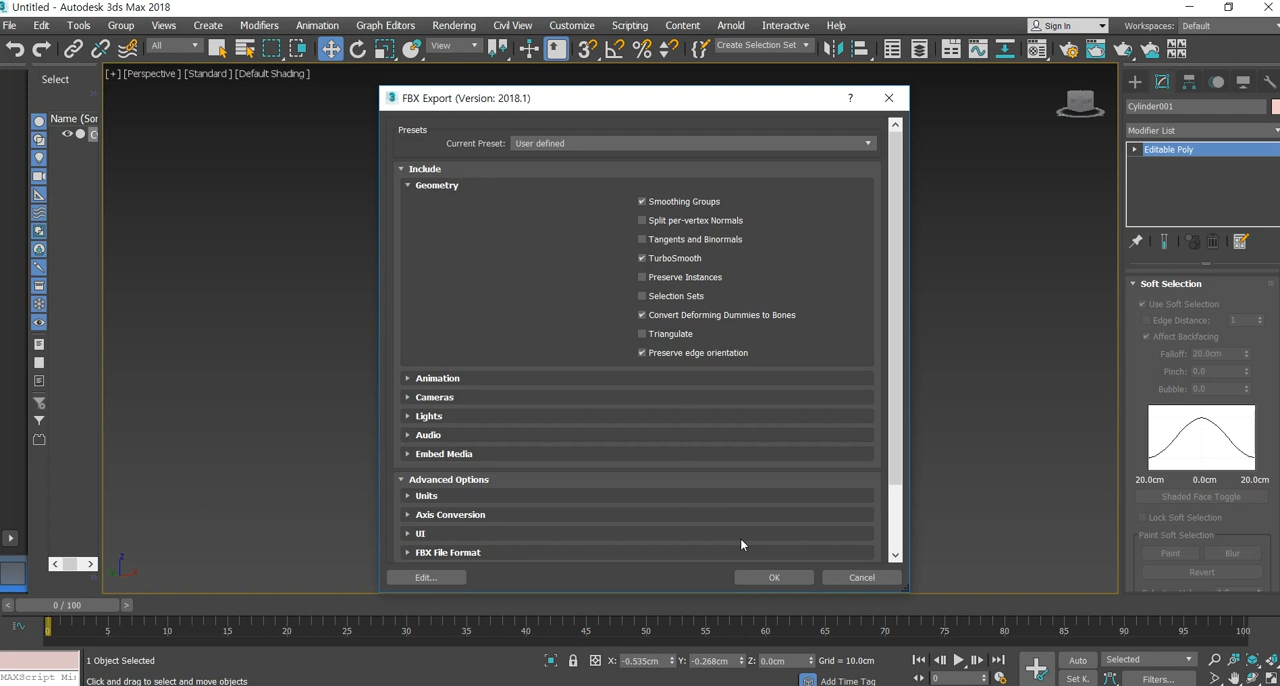 Untitled - Autodesk 3ds Max 2018
File Edit Tools Group Views Create Modifiers Animation Graph Editors Rendering Civil View Customize Scripting Content Arnold Interactive Help Sign In Workspaces: Default
All View Create Selection Set
Select
[+] [Perspective] [Standard] [Default Shading]
Name (Sor
C
FBX Export (Version: 2018.1) ?
Presets
Current Preset: User defined
Include
Geometry
Smoothing Groups
Split per-vertex Normals
Tangents and Binormals
TurboSmooth
Preserve Instances
Selection Sets
Convert Deforming Dummies to Bones
Triangulate
Preserve edge orientation
Animation
Cameras
Lights
Audio
Embed Media
Advanced Options
Units
Axis Conversion
UI
FBX File Format
Edit... OK Cancel
Cylinder001
Modifier List
Editable Poly
Soft Selection
Use Soft Selection
Edge Distance: 1
Affect Backfacing
Falloff: 20.0cm
Pinch: 0.0
Bubble: 0.0
20.0cm 0.0cm 20.0cm
Shaded Face Toggle
Lock Soft Selection
Paint Soft Selection
Paint Blur
Revert
z
< 0 / 100 >
0 5 10 15 20 25 30 35 40 45 50 55 60 65 70 75 80 85 90 95 100
1 Object Selected X: -0.535cm Y: -0.268cm Z: 0.0cm Grid = 10.0cm Auto Selected
MAXScript Mi: Click and drag to select and move objects Add Time Tag 0 Set K. Filters...